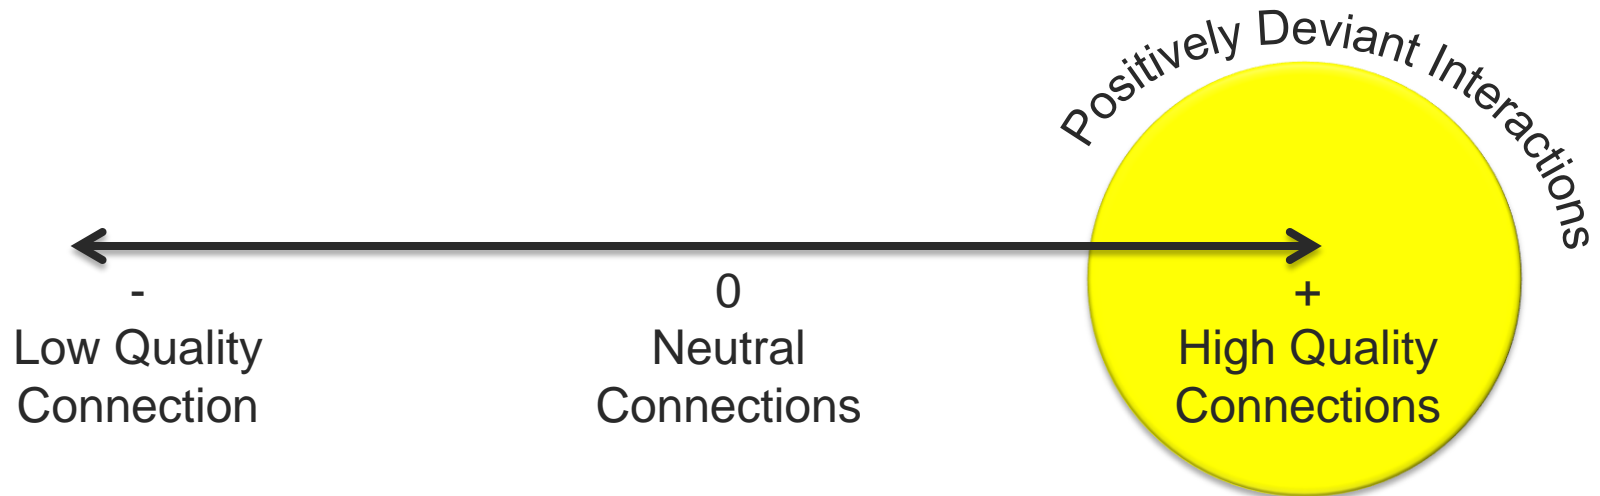 Positively Deviant Interactions
-
Low Quality
Connection
0
Neutral
Connections
+
High Quality
Connections